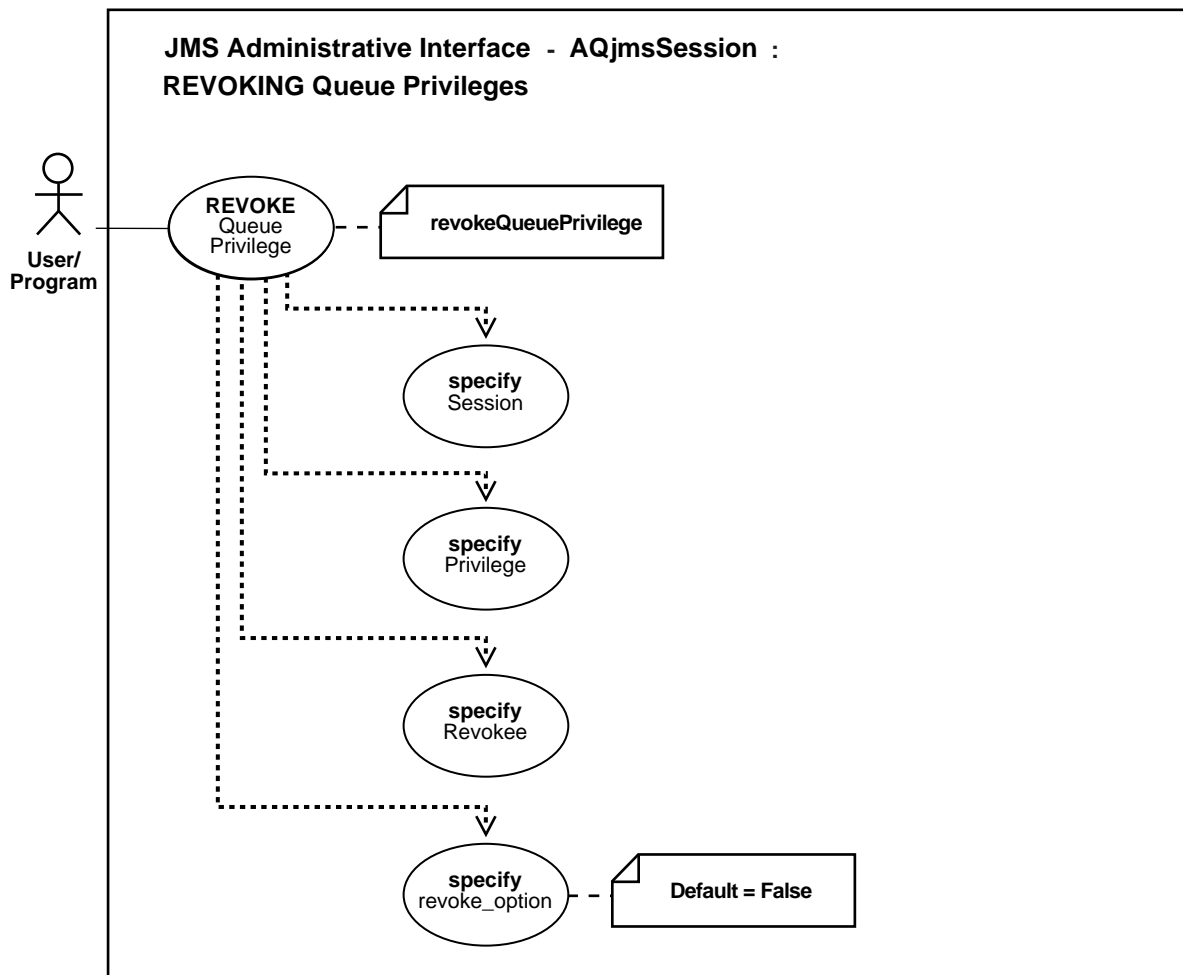 JMS Administrative Interface - AQjmsSession :
REVOKING Queue Privileges
User/
Program
REVOKE
Queue
Privilege
revokeQueuePrivilege
specify
Session
specify
Privilege
specify
Revokee
specify
revoke_option
Default = False